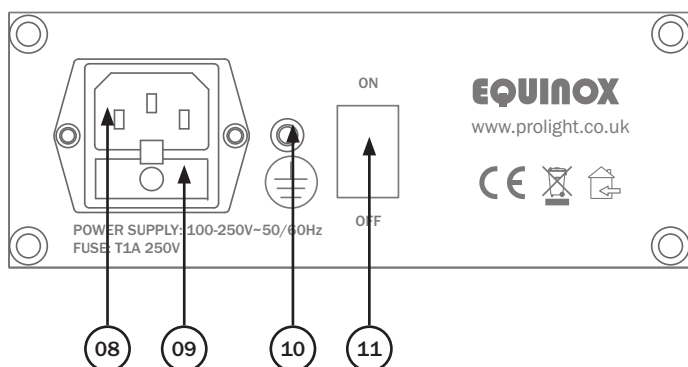 ON
EQUINOX
www.prolight.co.uk
CE
OFF
POWER SUPPLY: 100-250V~50/60Hz
FUSE: T1A 250V
08
09
10
11